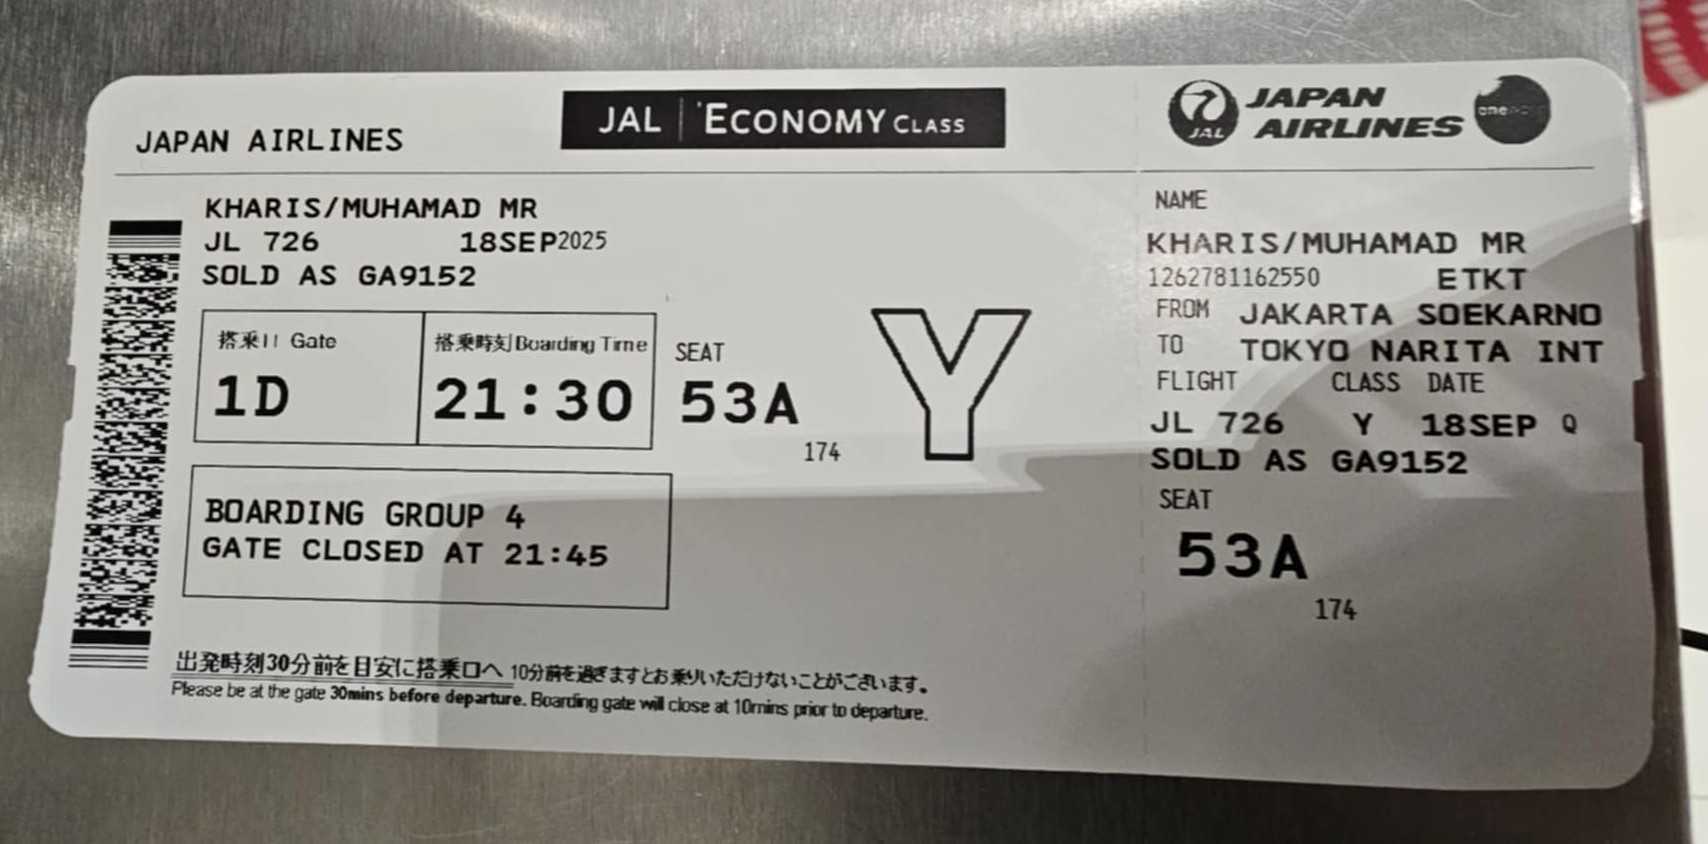 JAPAN AIRLINES
JAL | ECONOMY CLASS
JAL
JAPAN AIRLINES
one
KHARIS/MUHAMAD MR
JL 726 18SEP2025
SOLD AS GA9152
搭乗口 Gate
1D
搭乗時刻 Boarding Time
21:30
SEAT
53A
174
Y
BOARDING GROUP 4
GATE CLOSED AT 21:45
出発時刻30分前を目安に搭乗口へ 10分前を過ぎますとお乗りいただけないことがございます。
Please be at the gate 30mins before departure. Boarding gate will close at 10mins prior to departure.
NAME
KHARIS/MUHAMAD MR
1262781162550 ETKT
FROM JAKARTA SOEKARNO
TO TOKYO NARITA INT
FLIGHT CLASS DATE
JL 726 Y 18SEP Q
SOLD AS GA9152
SEAT
53A
174